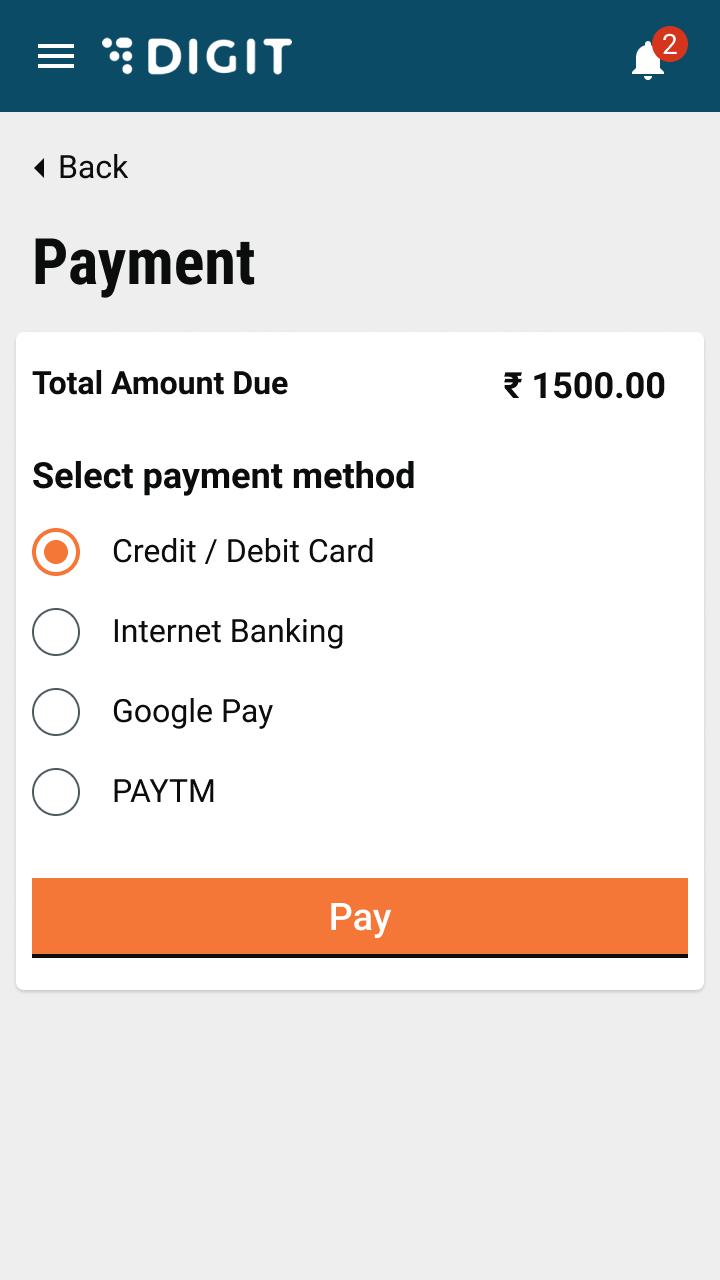 DIGIT
2
Back
Payment
Total Amount Due ₹ 1500.00
Select payment method
Credit / Debit Card
Internet Banking
Google Pay
PAYTM
Pay